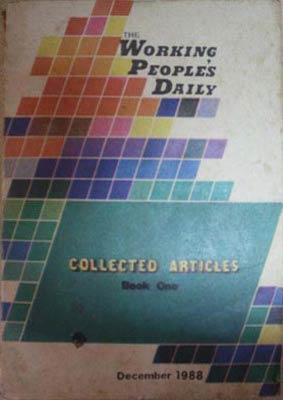 THE
WORKING
PEOPLE'S
DAILY
COLLECTED ARTICLES
Book One
December 1988